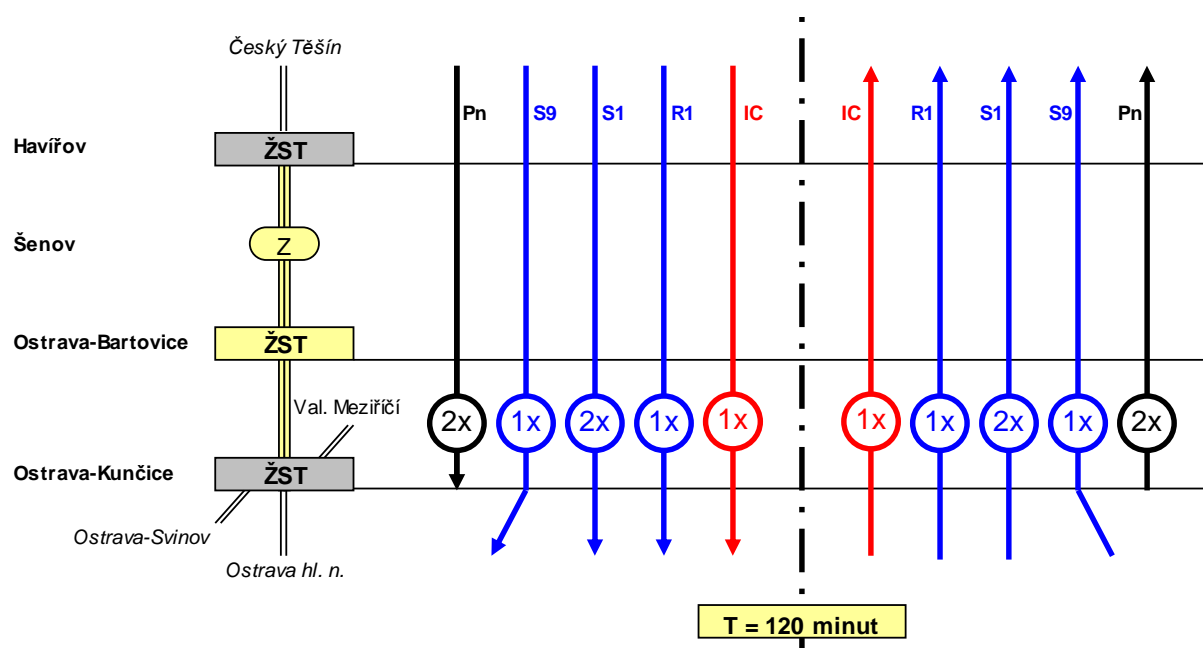 Český Těšín
Pn S9 S1 R1 IC IC R1 S1 S9 Pn
Havířov ŽST
Šenov Z
Ostrava-Bartovice ŽST
Val. Meziříčí
2x 1x 2x 1x 1x 1x 1x 2x 1x 2x
Ostrava-Kunčice ŽST
Ostrava-Svinov
Ostrava hl. n.
T = 120 minut